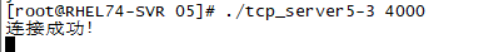 [root@RHEL74-SVR 05]# ./tcp_server5-3 4000
连接成功!